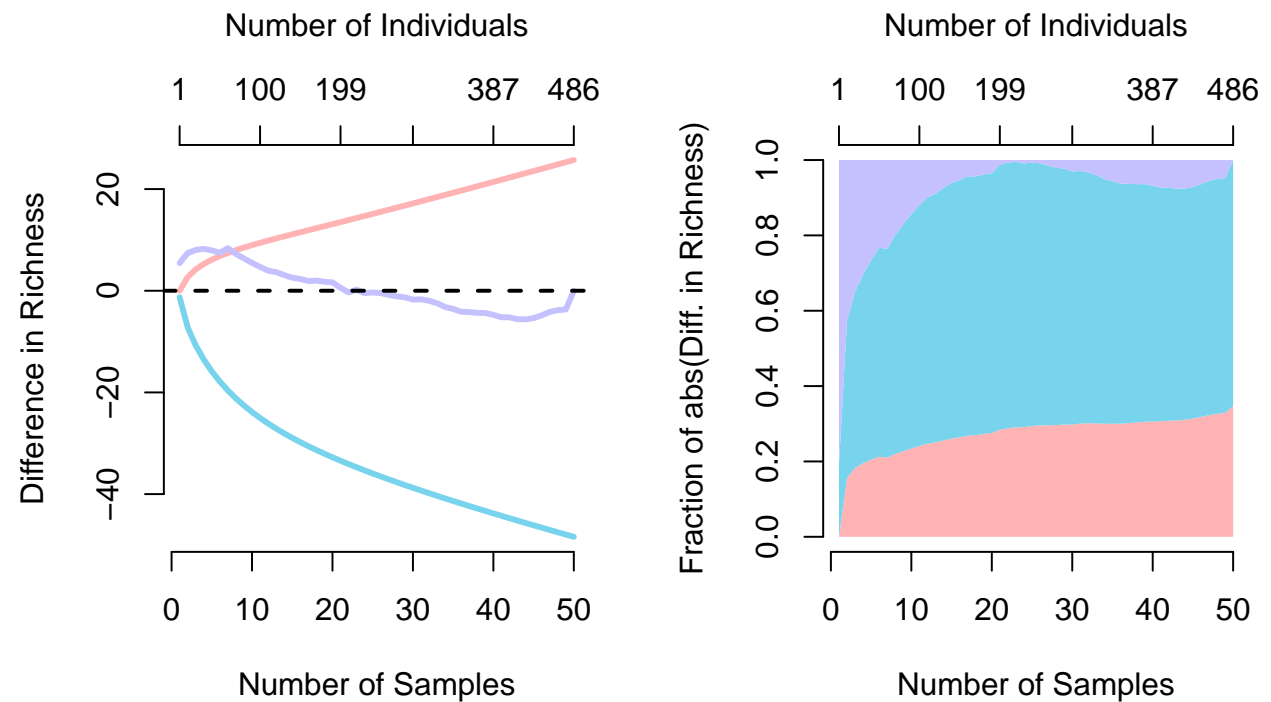 Number of Individuals
1 100 199 387 486
Difference in Richness
20
0
−20
−40
0 10 20 30 40 50
Number of Samples
Number of Individuals
1 100 199 387 486
Fraction of abs(Diff. in Richness)
1.0
0.8
0.6
0.4
0.2
0.0
0 10 20 30 40 50
Number of Samples